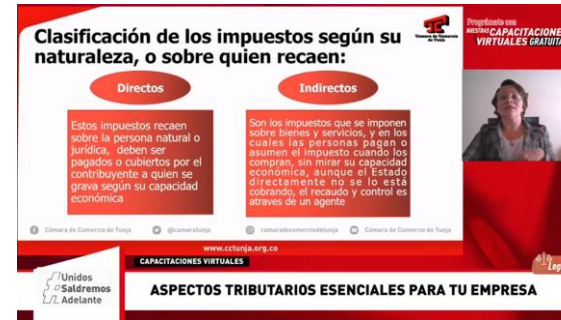 Clasificación de los impuestos según su
naturaleza, o sobre quien recaen:
Cámara de Comercio
de Tunja
Prográmate con
NUESTRAS CAPACITACIONE
VIRTUALES GRATUITA
Directos
Indirectos
Estos impuestos recaen
sobre la persona natural o
jurídica, deben ser
pagados o cubiertos por el
contribuyente a quien se
grava según su capacidad
económica
Son los impuestos que se imponen
sobre bienes y servicios, y en los
cuales las personas pagan o
asumen el impuesto cuando los
compran, sin mirar su capacidad
económica, aunque el Estado
directamente no se lo está
cobrando, el recaudo y control es
atraves de un agente
Cámara de Comercio de Tunja
@camaratunja
camaradecomerciodetunja
Cámara de Comercio de Tunja
www.cctunja.org.co
CAPACITACIONES VIRTUALES
Leg
Unidos
Saldremos
Adelante
ASPECTOS TRIBUTARIOS ESENCIALES PARA TU EMPRESA